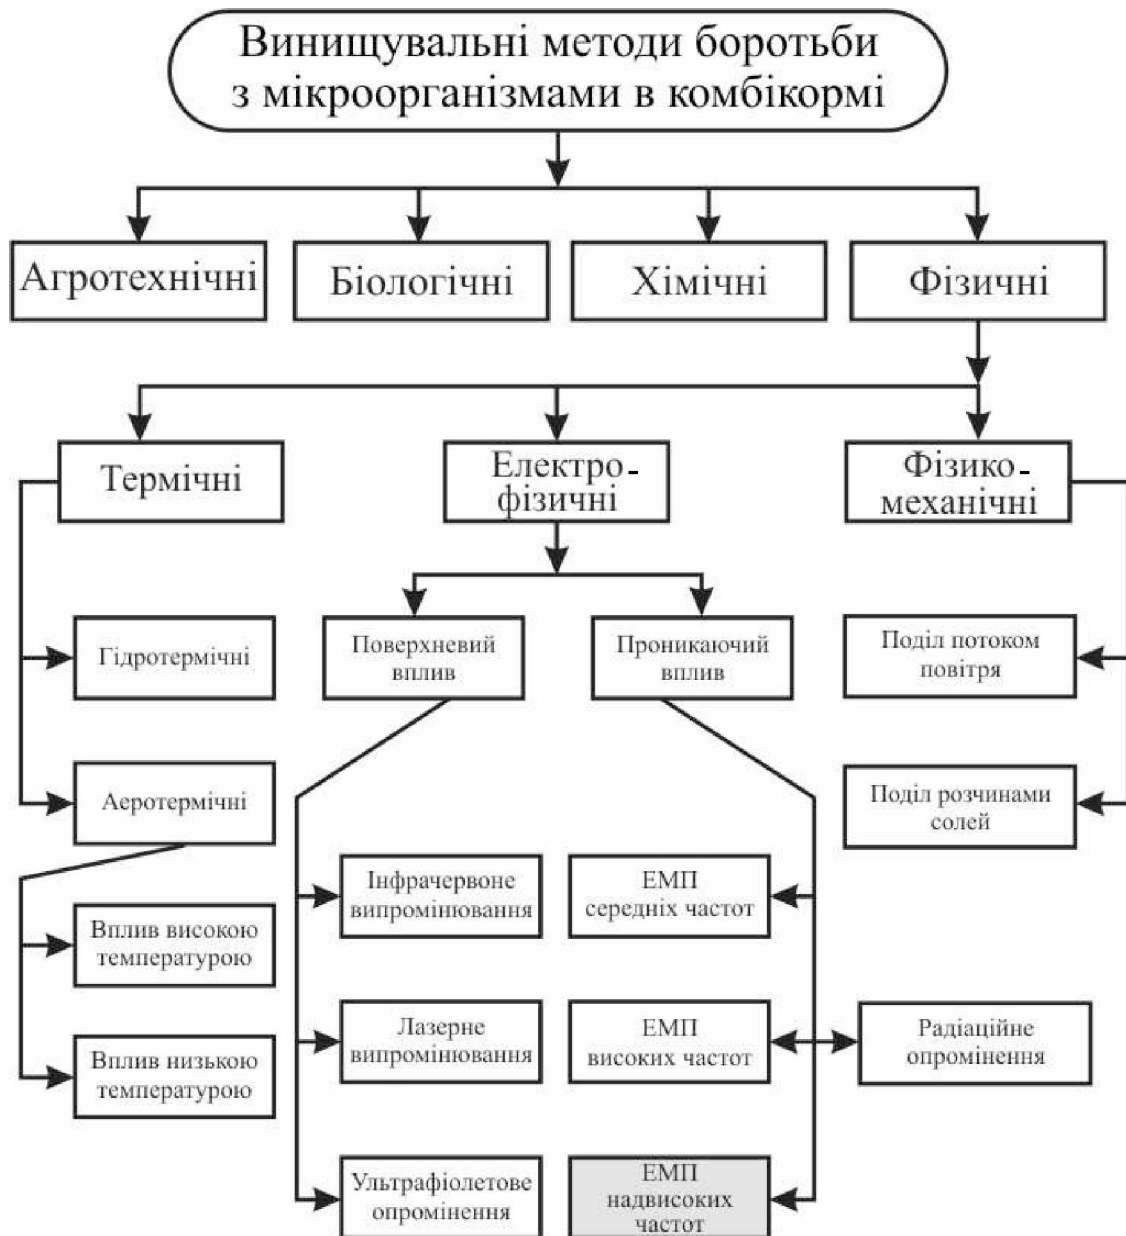 Винищувальні методи боротьби
з мікроорганізмами в комбікормі
Агротехнічні
Біологічні
Хімічні
Фізичні
Термічні
Електро-
фізичні
Фізико-
механічні
Гідротермічні
Поверхневий
вплив
Проникаючий
вплив
Поділ потоком
повітря
Аеротермічні
Поділ розчинами
солей
Інфрачервоне
випромінювання
ЕМП
середніх частот
Вплив високою
температурою
Лазерне
випромінювання
ЕМП
високих частот
Радіаційне
опромінення
Вплив низькою
температурою
Ультрафіолетове
опромінення
ЕМП
надвисоких
частот